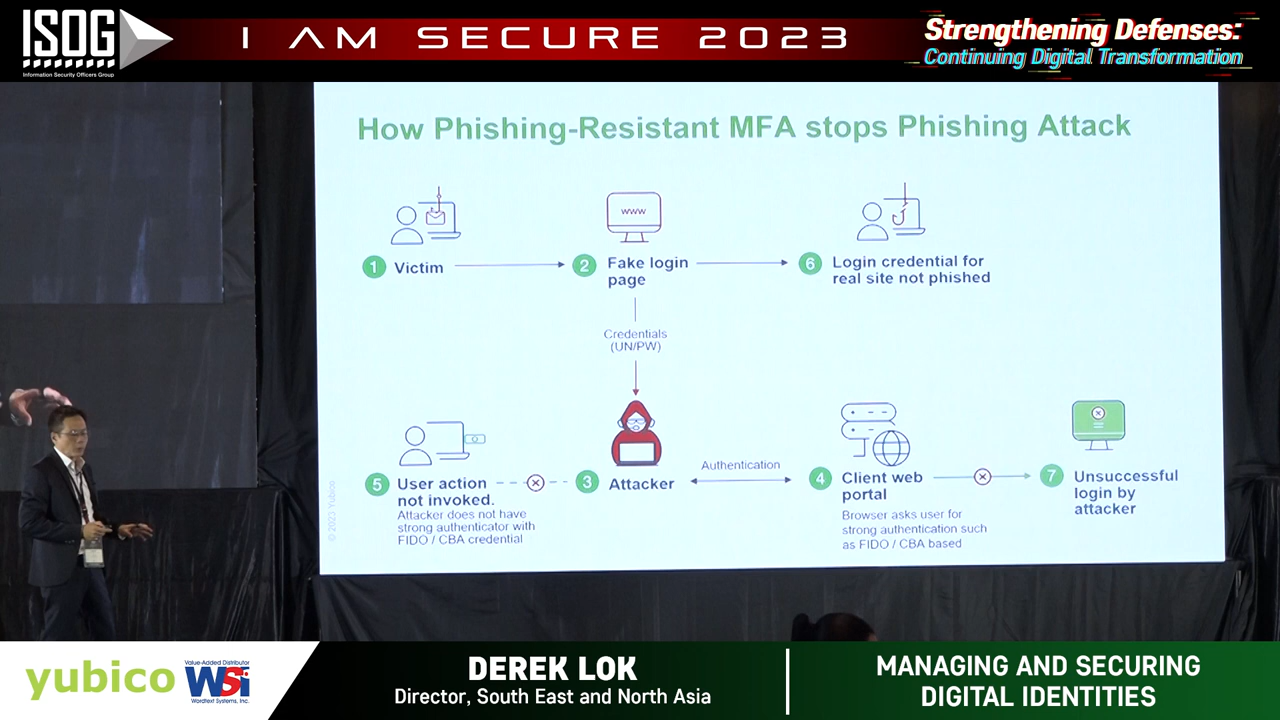 ISOG
Information Security Officers Group
I AM SECURE 2023
Strengthening Defenses:
Continuing Digital Transformation
How Phishing-Resistant MFA stops Phishing Attack
1 Victim
www
2 Fake login
page
6 Login credential for
real site not phished
Credentials
(UN/PW)
5 User action
not invoked.
Attacker does not have
strong authenticator with
FIDO / CBA credential
3 Attacker
Authentication
4 Client web
portal
Browser asks user for
strong authentication such
as FIDO / CBA based
7 Unsuccessful
login by
attacker
© 2023 Yubico
yubico
Value-Added Distributor
WSI
Wordtext Systems, Inc.
DEREK LOK
Director, South East and North Asia
MANAGING AND SECURING
DIGITAL IDENTITIES